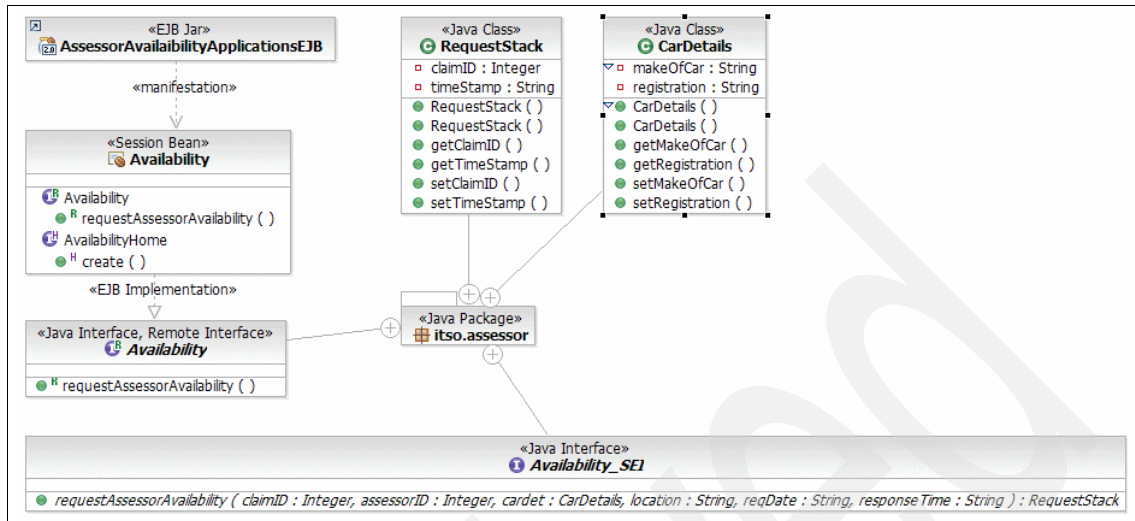 «EJB Jar»
AssessorAvailaibilityApplicationsEJB
«manifestation»
«Session Bean»
Availability
Availability
requestAssessorAvailability ( )
AvailabilityHome
create ( )
«EJB Implementation»
«Java Interface, Remote Interface»
Availability
requestAssessorAvailability ( )
«Java Class»
RequestStack
claimID : Integer
timeStamp : String
RequestStack ( )
RequestStack ( )
getClaimID ( )
getTimeStamp ( )
setClaimID ( )
setTimeStamp ( )
«Java Class»
CarDetails
makeOfCar : String
registration : String
CarDetails ( )
CarDetails ( )
getMakeOfCar ( )
getRegistration ( )
setMakeOfCar ( )
setRegistration ( )
«Java Package»
itso.assessor
«Java Interface»
Availability_SEI
requestAssessorAvailability ( claimID : Integer, assessorID : Integer, cardet : CarDetails, location : String, reqDate : String, responseTime : String ) : RequestStack